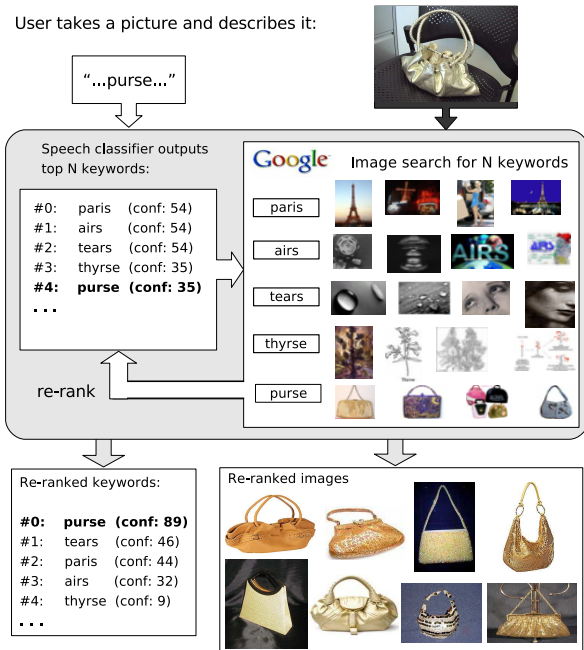 User takes a picture and describes it:
“...purse...”
Speech classifier outputs
top N keywords:
#0: paris (conf: 54)
#1: airs (conf: 54)
#2: tears (conf: 54)
#3: thyrse (conf: 35)
#4: purse (conf: 35)
...
Google Image search for N keywords
paris
airs
AIRS
AIRS
tears
thyrse
purse
re-rank
Re-ranked keywords:
#0: purse (conf: 89)
#1: tears (conf: 46)
#2: paris (conf: 44)
#3: airs (conf: 32)
#4: thyrse (conf: 9)
...
Re-ranked images